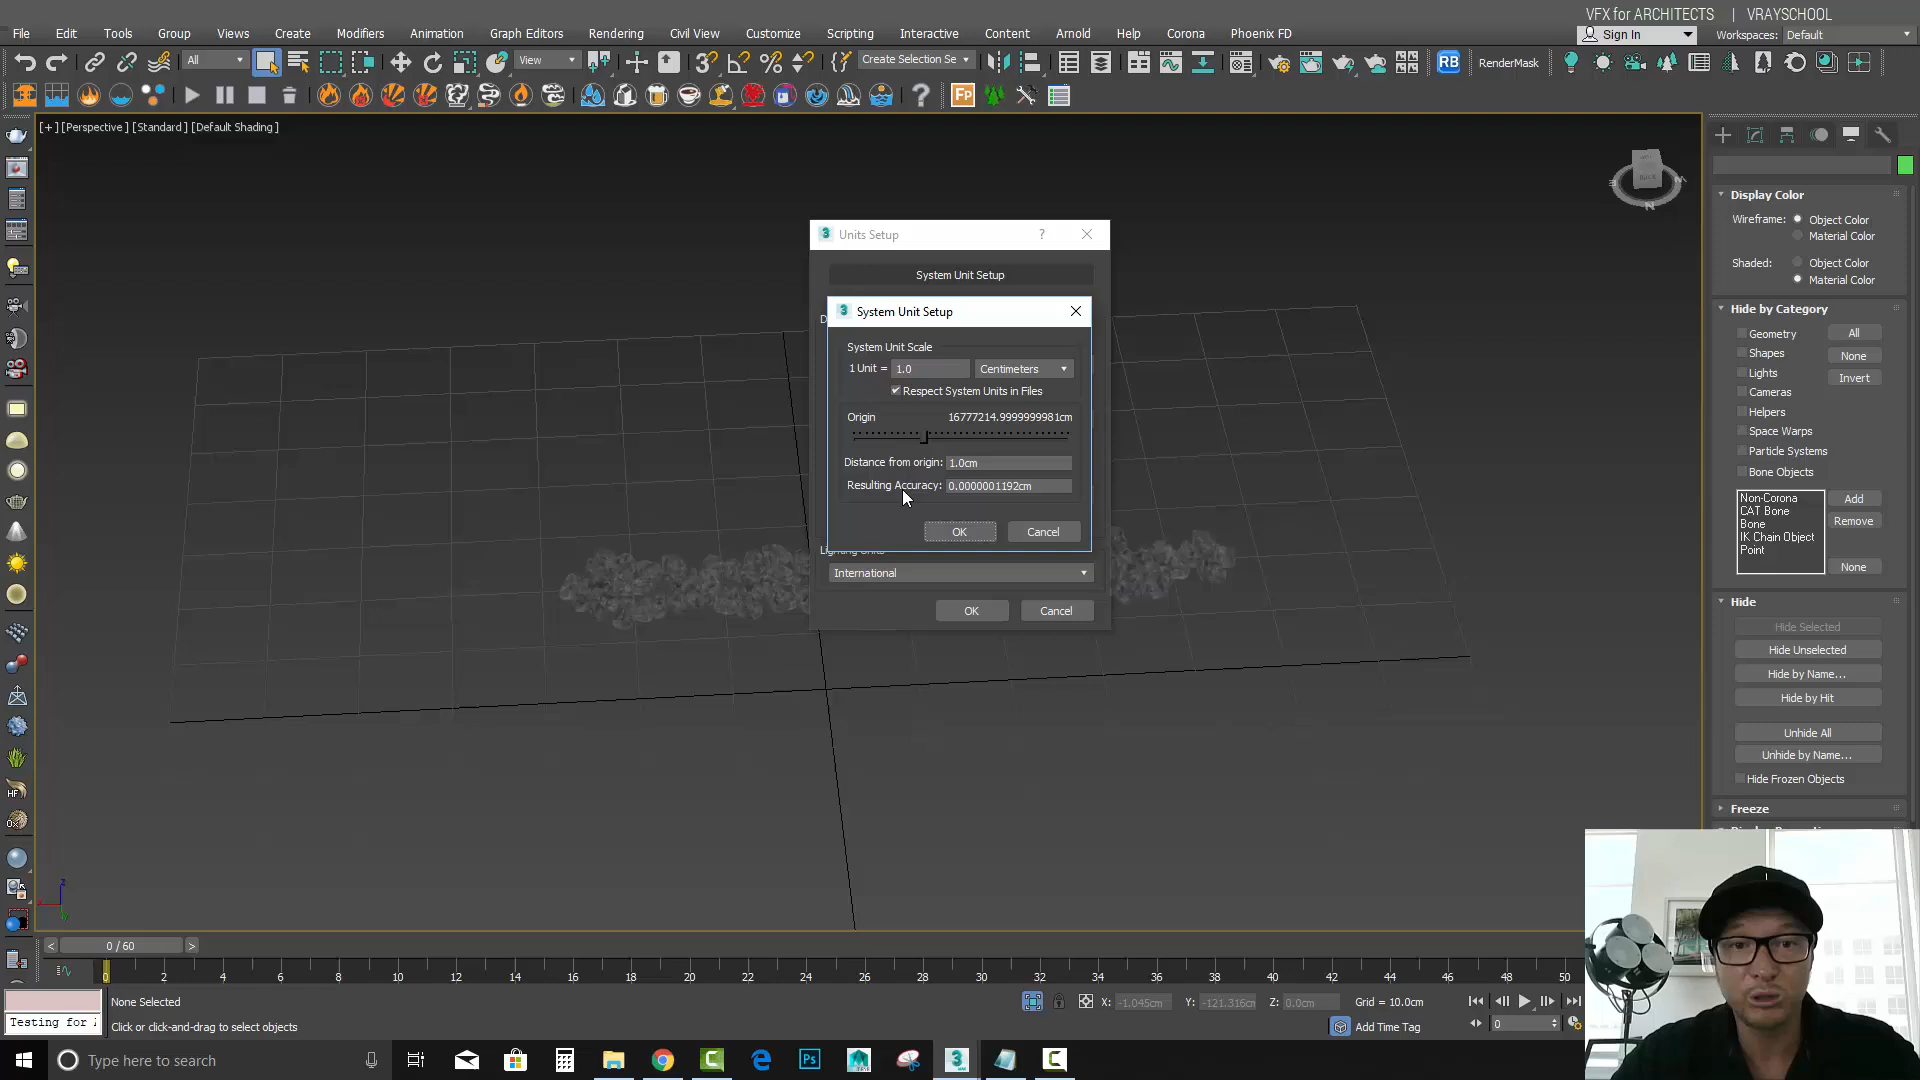 VFX for ARCHITECTS | VRAYSCHOOL
File Edit Tools Group Views Create Modifiers Animation Graph Editors Rendering Civil View Customize Scripting Interactive Content Arnold Help Corona Phoenix FD
Sign In Workspaces: Default
All View Create Selection Se RB RenderMask
Fp
[+] [Perspective ] [Standard ] [Default Shading ]
Units Setup ?
System Unit Setup
System Unit Setup
System Unit Scale
1 Unit = 1.0 Centimeters
Respect System Units in Files
Origin 16777214.9999999981cm
Distance from origin: 1.0cm
Resulting Accuracy: 0.0000001192cm
OK Cancel
International
OK Cancel
Display Color
Wireframe: Object Color
Material Color
Shaded: Object Color
Material Color
Hide by Category
Geometry All
Shapes None
Lights Invert
Cameras
Helpers
Space Warps
Particle Systems
Bone Objects
Non-Corona Add
CAT Bone
Bone Remove
IK Chain Object
Point
None
Hide
Hide Selected
Hide Unselected
Hide by Name...
Hide by Hit
Unhide All
Unhide by Name...
Hide Frozen Objects
Freeze
0 / 60
0 2 4 6 8 10 12 14 16 18 20 22 24 26 28 30 32 34 36 38 40 42 44 46 48 50
None Selected X: -1.045cm Y: -121.316cm Z: 0.0cm Grid = 10.0cm
Testing for
Click or click-and-drag to select objects Add Time Tag 0
Type here to search